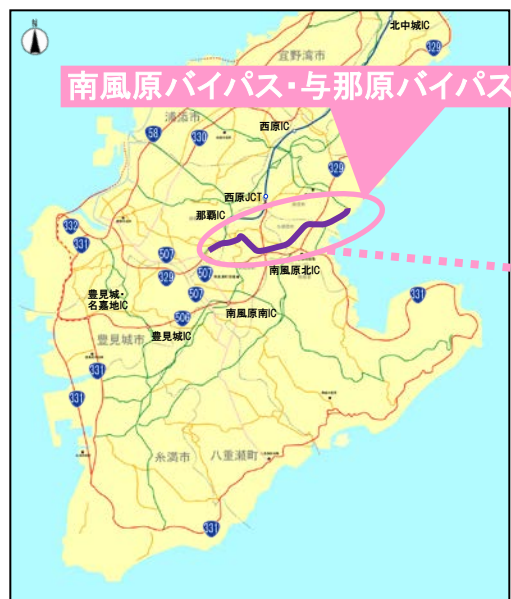 北中城IC
N
329
宜野湾市
南風原バイパス・与那原バイパス
浦添市
58
330
西原IC
329
西原JCT
那覇IC
332
331
507
329
507
南風原北IC
507
豊見城・
名嘉地IC
331
506
南風原南IC
豊見城IC
豊見城市
331
331
糸満市
八重瀬町
331